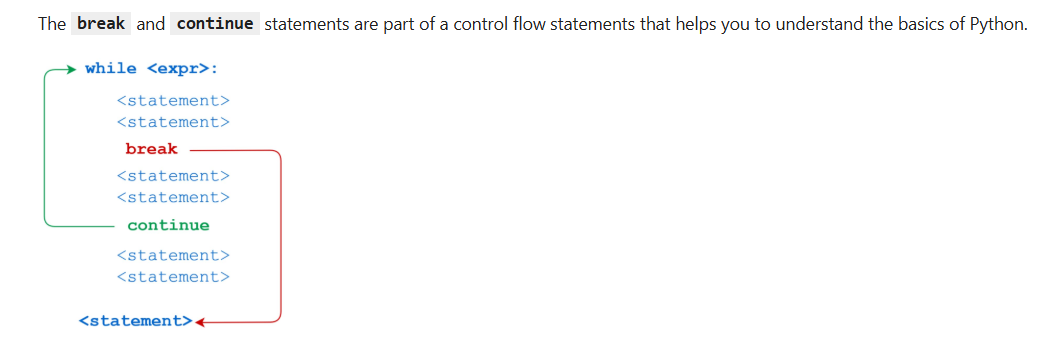 The break and continue statements are part of a control flow statements that helps you to understand the basics of Python.
while <expr>:
<statement>
<statement>
break
<statement>
<statement>
continue
<statement>
<statement>
<statement>